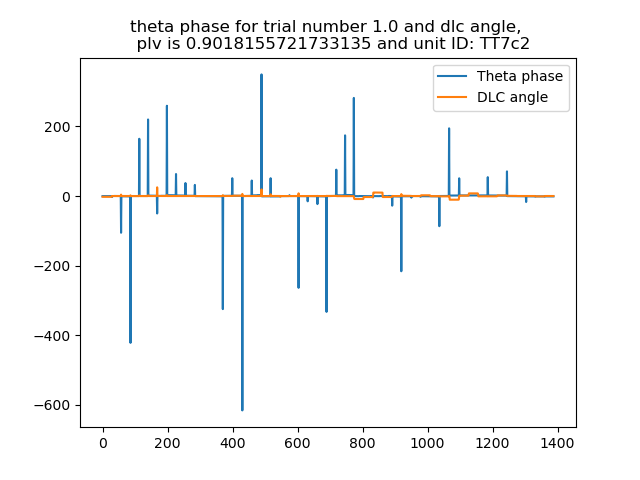 theta phase for trial number 1.0 and dlc angle,
plv is 0.9018155721733135 and unit ID: TT7c2
Theta phase
DLC angle
200
0
−200
−400
−600
0 200 400 600 800 1000 1200 1400